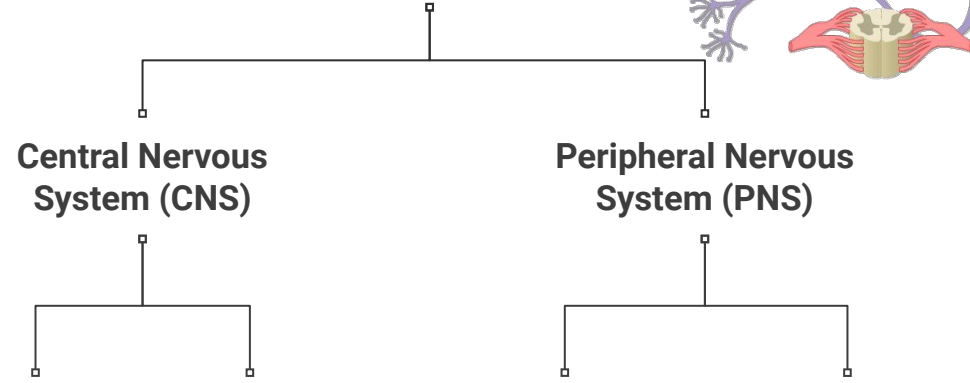 Central Nervous
System (CNS)
Peripheral Nervous
System (PNS)